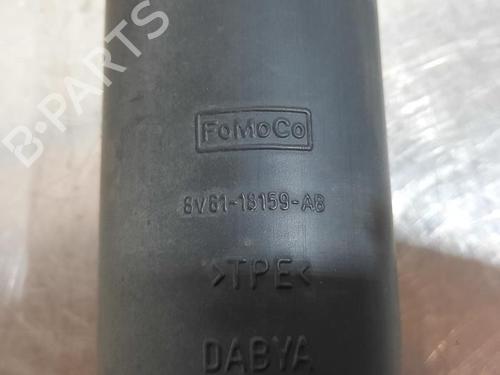 B-PARTS
FoMoCo
8V61-18159-AB
>TPE<
DABYA